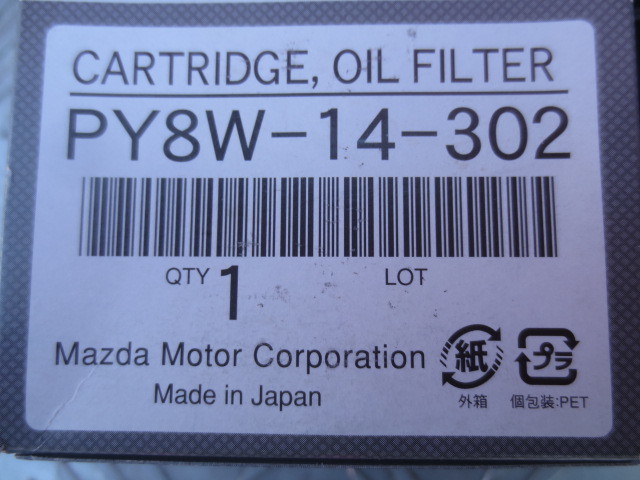 CARTRIDGE, OIL FILTER
PY8W-14-302
QTY 1 LOT
Mazda Motor Corporation
Made in Japan
紙 プラ
外箱 個包装:PET